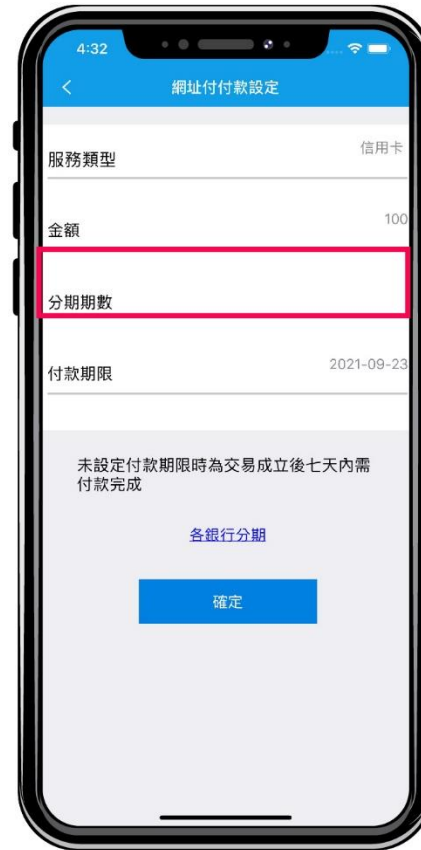 4:32
網址付付款設定
服務類型
信用卡
金額
100
分期期數
付款期限
2021-09-23
未設定付款期限時為交易成立後七天內需
付款完成
各銀行分期
確定